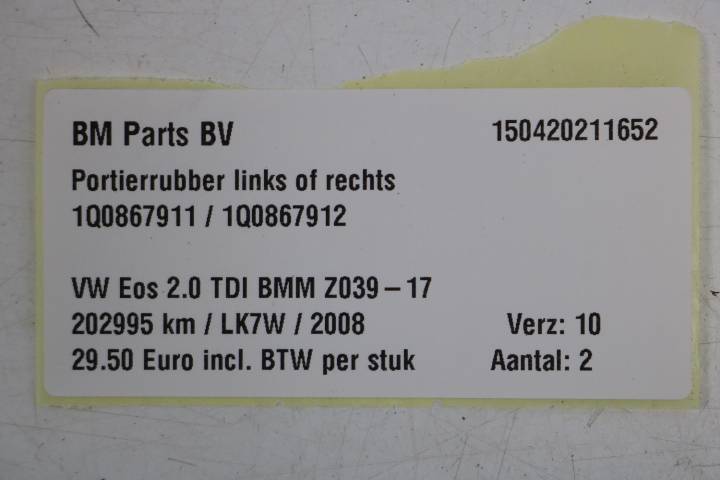 BM Parts BV 150420211652
Portierrubber links of rechts
1Q0867911 / 1Q0867912
VW Eos 2.0 TDI BMM Z039 – 17
202995 km / LK7W / 2008 Verz: 10
29.50 Euro incl. BTW per stuk Aantal: 2